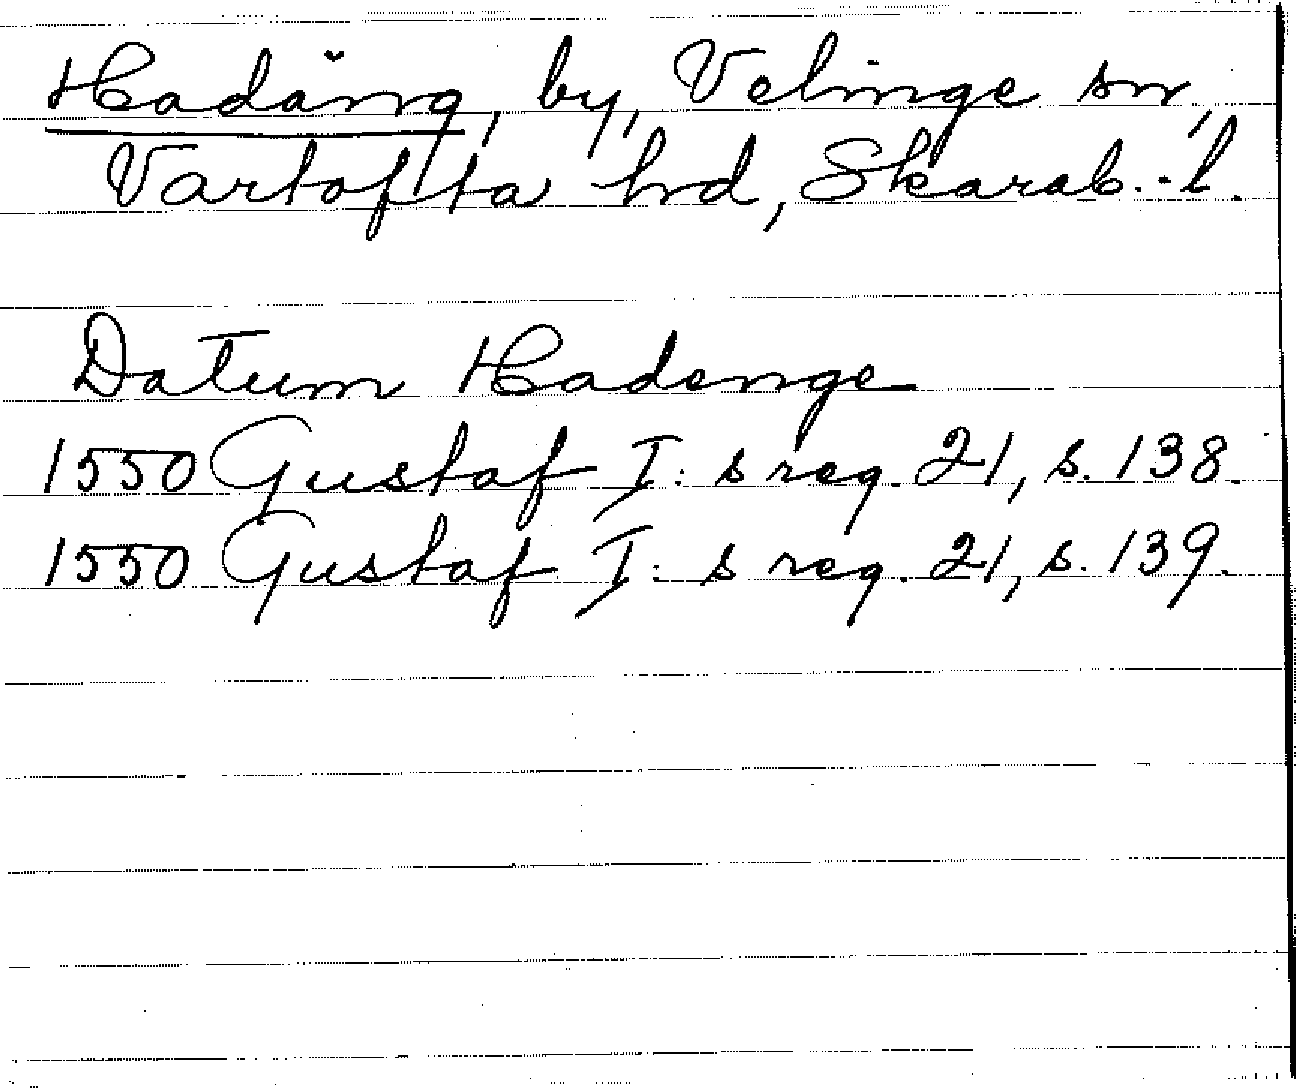 Hadäng, by, Velinge sn,
Vartofta hd, Skarab.-l.
Datum Hadenge
1550 Gustaf I: s reg. 21, s. 138.
1550 Gustaf I: s reg. 21, s. 139.